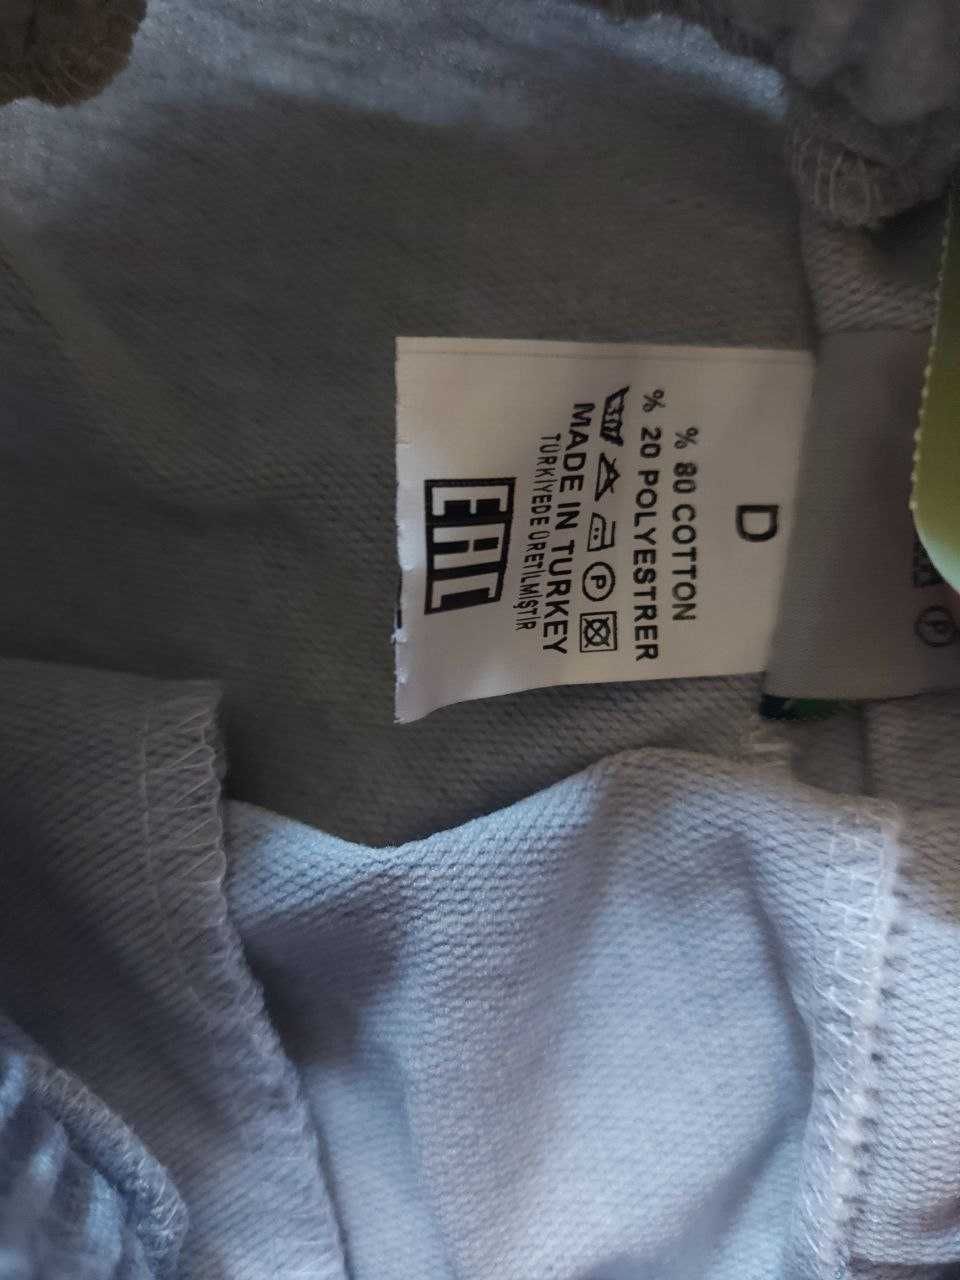 D
% 80 COTTON
% 20 POLYESTRER
P
MADE IN TURKEY
TÜRKİYEDE ÜRETİLMİŞTİR
EAC
P